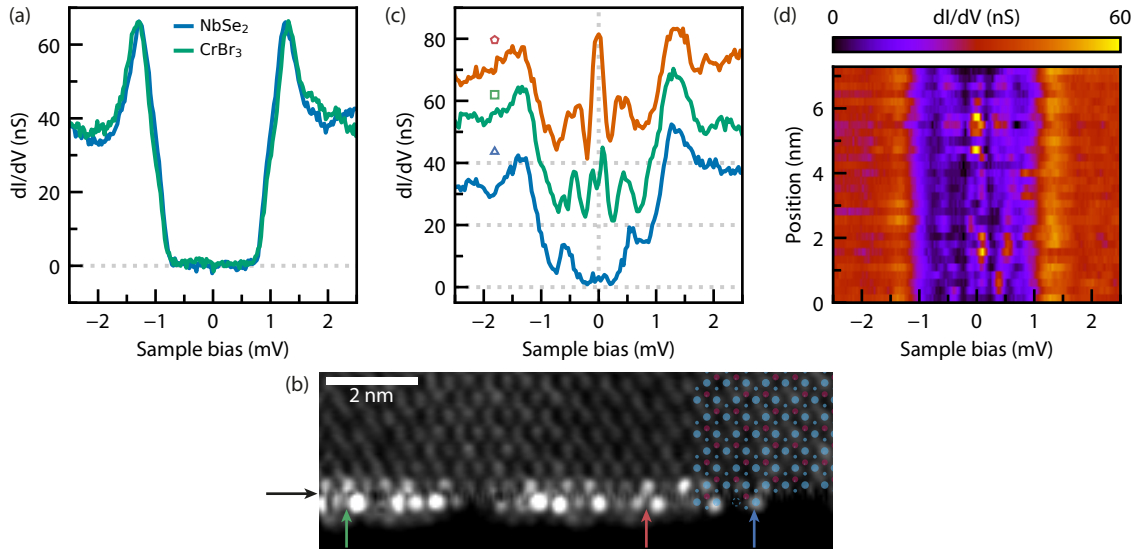 (a)
NbSe₂
CrBr₃
dI/dV (nS)
60
40
20
0
−2 −1 0 1 2
Sample bias (mV)
(c)
dI/dV (nS)
80
60
40
20
0
−2 −1 0 1 2
Sample bias (mV)
(d)
0 dI/dV (nS) 60
Position (nm)
6
4
2
0
−2 −1 0 1 2
Sample bias (mV)
(b)
2 nm